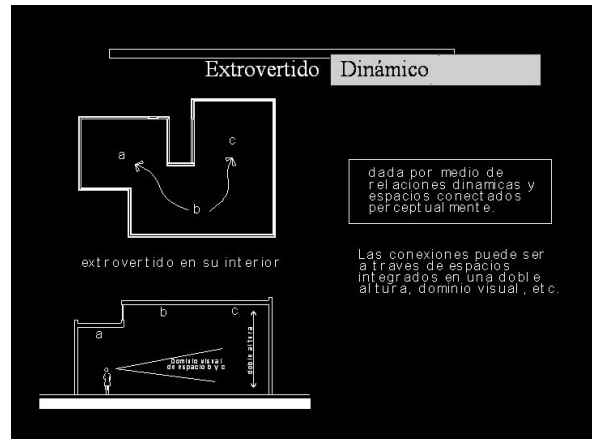 Extrovertido Dinámico
a
c
b
extrovertido en su interior
dada por medio de
relaciones dinamicas y
espacios conectados
perceptualmente.
Las conexiones puede ser
a traves de espacios
integrados en una doble
altura, dominio visual, etc.
b
c
a
Dominio visual
de espacio b y c
doble altura